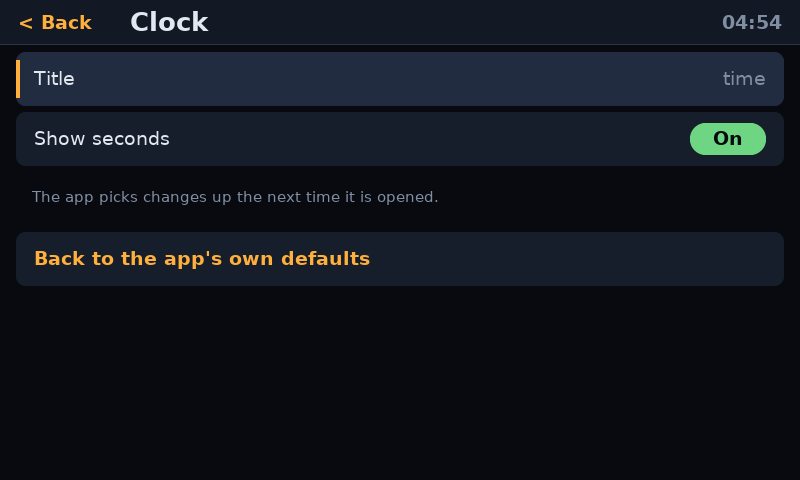 < Back Clock 04:54
Title time
Show seconds On
The app picks changes up the next time it is opened.
Back to the app's own defaults